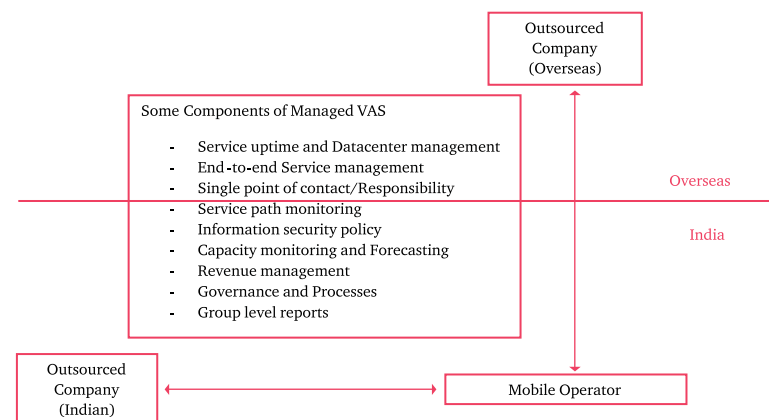 Outsourced
Company
(Overseas)
Some Components of Managed VAS
- Service uptime and Datacenter management
- End-to-end Service management
- Single point of contact/Responsibility
- Service path monitoring
- Information security policy
- Capacity monitoring and Forecasting
- Revenue management
- Governance and Processes
- Group level reports
Overseas
India
Outsourced
Company
(Indian)
Mobile Operator